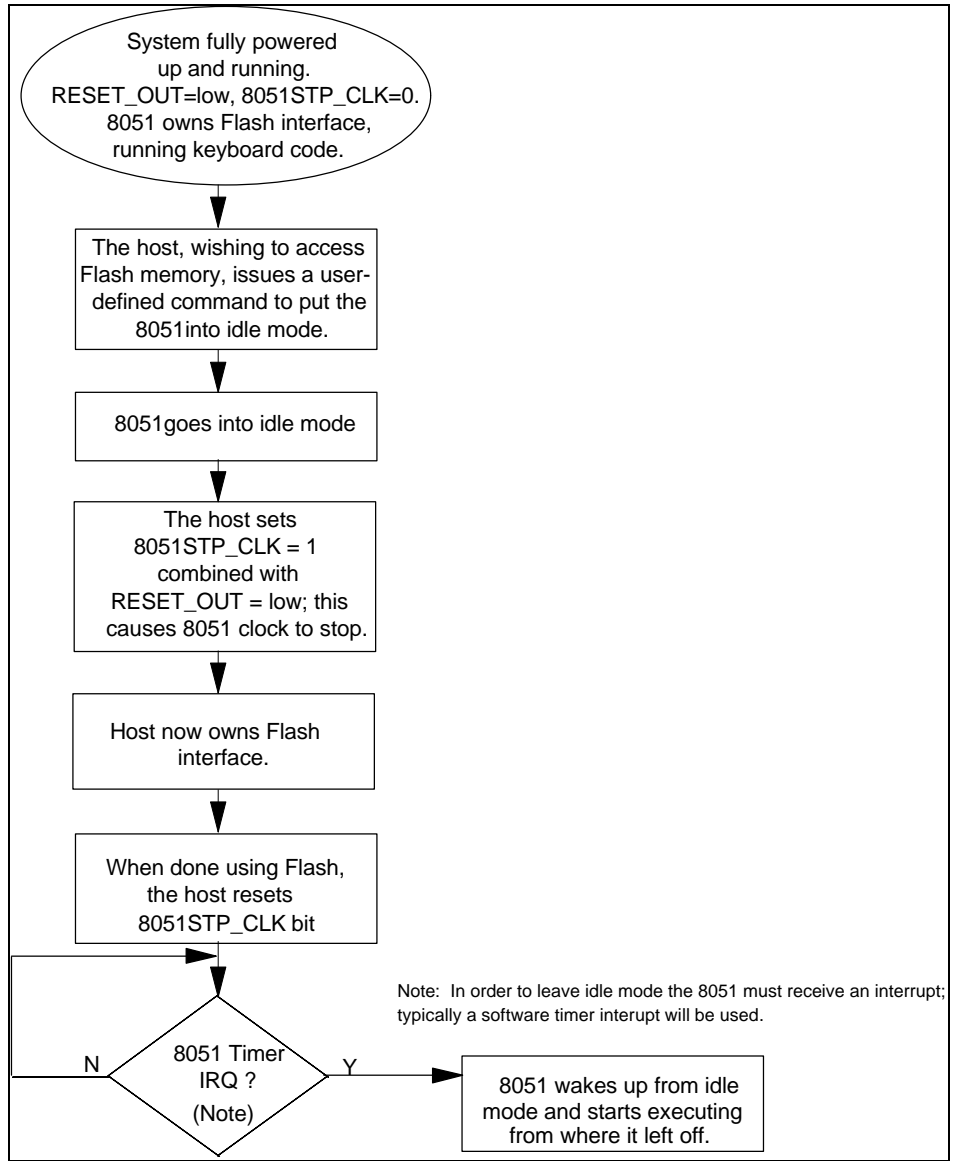 System fully powered
up and running.
RESET_OUT=low, 8051STP_CLK=0.
8051 owns Flash interface,
running keyboard code.
The host, wishing to access
Flash memory, issues a user-
defined command to put the
8051into idle mode.
8051goes into idle mode
The host sets
8051STP_CLK = 1
combined with
RESET_OUT = low; this
causes 8051 clock to stop.
Host now owns Flash
interface.
When done using Flash,
the host resets
8051STP_CLK bit
Note: In order to leave idle mode the 8051 must receive an interrupt;
typically a software timer interupt will be used.
N
8051 Timer
IRQ ?
(Note)
Y
8051 wakes up from idle
mode and starts executing
from where it left off.